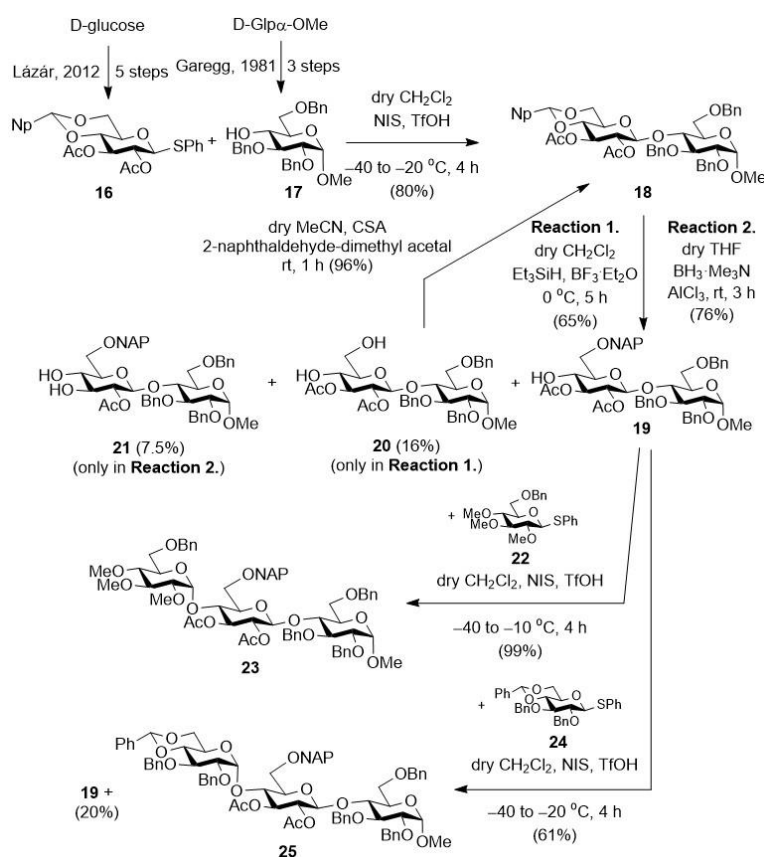 D-glucose
D-Glpα-OMe
Lázár, 2012
5 steps
Garegg, 1981
3 steps
Np
O
O
O
AcO
AcO
SPh
16
+
OBn
HO
O
BnO
BnO
OMe
17
dry CH₂Cl₂
NIS, TfOH
–40 to –20 °C, 4 h
(80%)
Np
O
O
O
AcO
AcO
O
OBn
O
BnO
BnO
OMe
18
dry MeCN, CSA
2-naphthaldehyde-dimethyl acetal
rt, 1 h (96%)
Reaction 1.
dry CH₂Cl₂
Et₃SiH, BF₃·Et₂O
0 °C, 5 h
(65%)
Reaction 2.
dry THF
BH₃·Me₃N
AlCl₃, rt, 3 h
(76%)
ONAP
HO
HO
O
AcO
O
OBn
O
BnO
BnO
OMe
21 (7.5%)
(only in Reaction 2.)
+
OH
HO
O
AcO
AcO
O
OBn
O
BnO
BnO
OMe
20 (16%)
(only in Reaction 1.)
+
ONAP
HO
O
AcO
AcO
O
OBn
O
BnO
BnO
OMe
19
+
OBn
MeO
O
MeO
MeO
SPh
22
dry CH₂Cl₂, NIS, TfOH
–40 to –10 °C, 4 h
(99%)
OBn
MeO
O
MeO
MeO
O
ONAP
O
AcO
AcO
O
OBn
O
BnO
BnO
OMe
23
+
Ph
O
O
O
BnO
BnO
SPh
24
dry CH₂Cl₂, NIS, TfOH
–40 to –20 °C, 4 h
(61%)
19 +
(20%)
Ph
O
O
O
BnO
BnO
O
ONAP
O
AcO
AcO
O
OBn
O
BnO
BnO
OMe
25